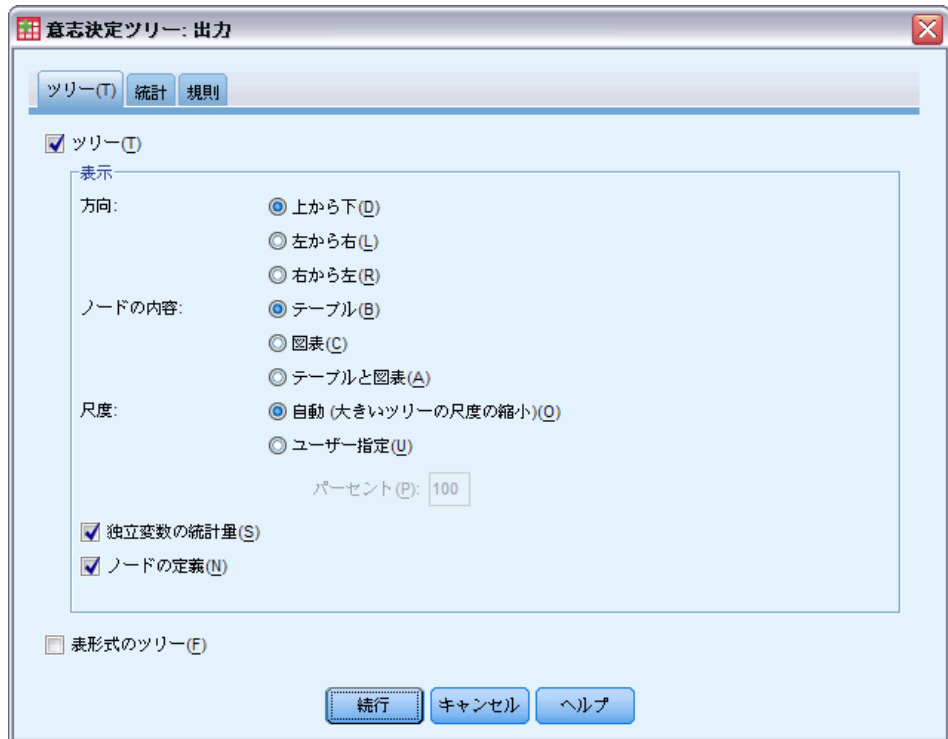 意志決定ツリー: 出力
ツリー(T) 統計 規則
ツリー(T)
表示
方向:
上から下(D)
左から右(L)
右から左(R)
ノードの内容:
テーブル(B)
図表(C)
テーブルと図表(A)
尺度:
自動 (大きいツリーの尺度の縮小)(O)
ユーザー指定(U)
パーセント(P): 100
独立変数の統計量(S)
ノードの定義(N)
表形式のツリー(F)
続行 キャンセル ヘルプ